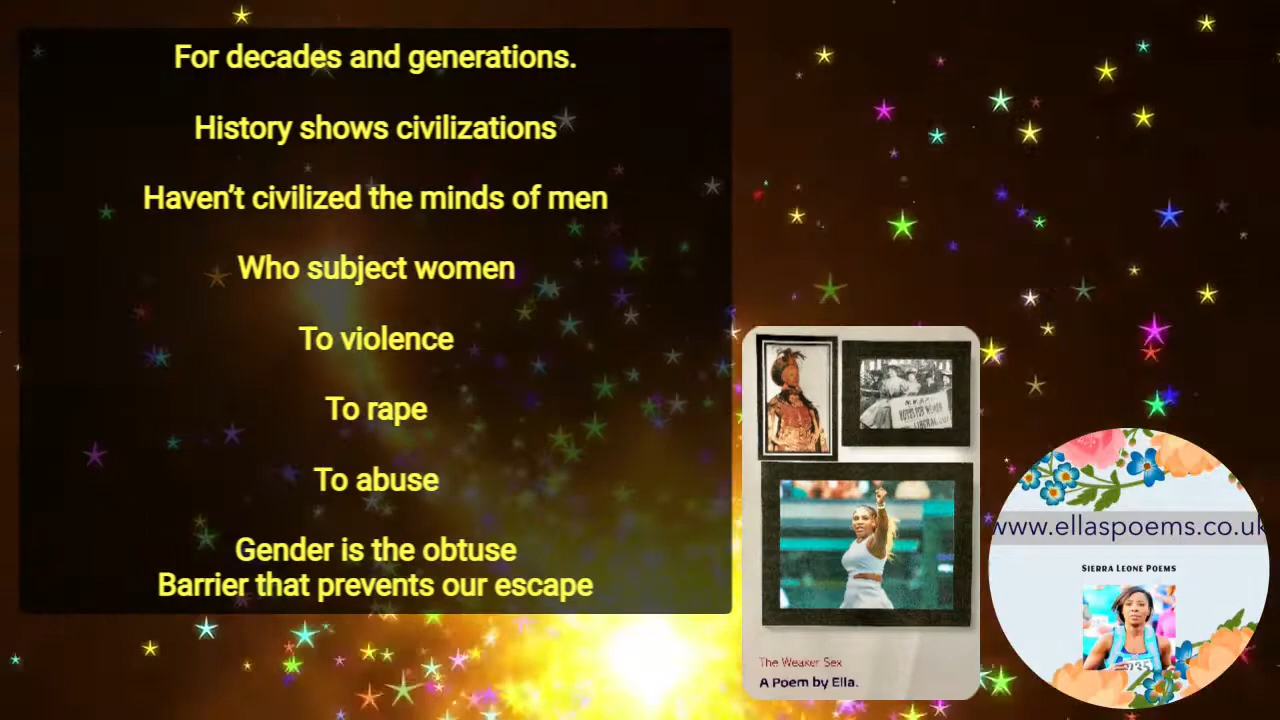 For decades and generations.
History shows civilizations
Haven't civilized the minds of men
Who subject women
To violence
To rape
To abuse
Gender is the obtuse
Barrier that prevents our escape
VOTES FOR WOMEN
LIBERAL
The Weaker Sex
A Poem by Ella.
www.ellaspoems.co.uk
SIERRA LEONE POEMS
235